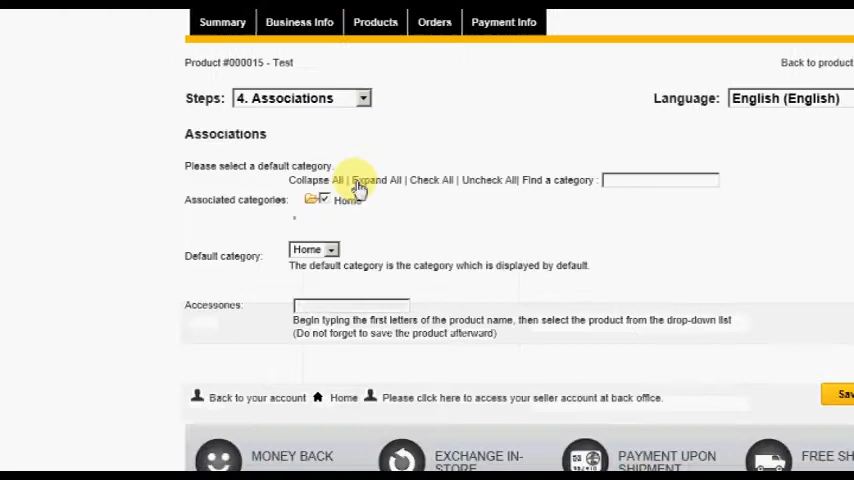 Summary Business Info Products Orders Payment Info
Product #000015 - Test Back to product
Steps: 4. Associations Language: English (English)
Associations
Please select a default category.
Collapse All | Expand All | Check All | Uncheck All| Find a category :
Associated categories: Home
Default category: Home
The default category is the category which is displayed by default.
Accessories:
Begin typing the first letters of the product name, then select the product from the drop-down list
(Do not forget to save the product afterward)
Back to your account Home Please click here to access your seller account at back office. Sav
MONEY BACK EXCHANGE IN-STORE PAYMENT UPON SHIPMENT FREE SH